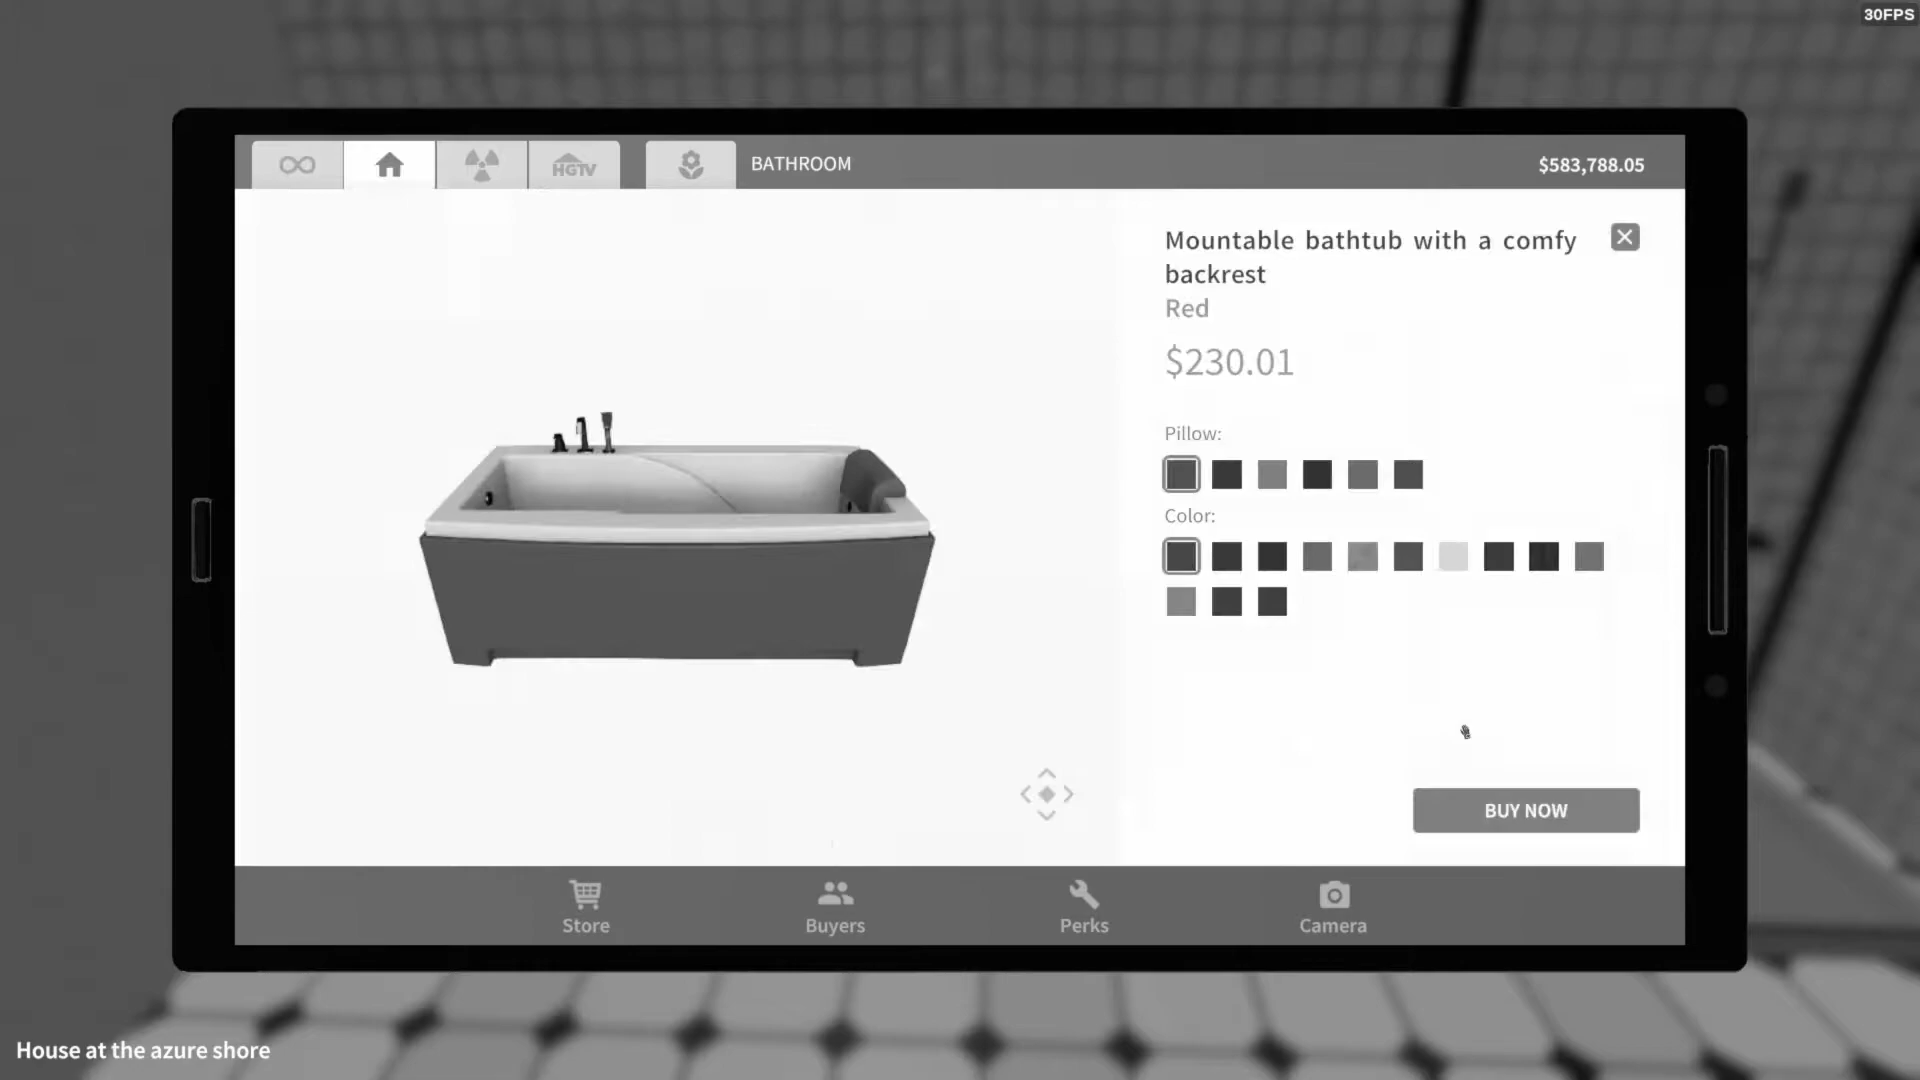 30FPS
HGTV
BATHROOM
$583,788.05
Mountable bathtub with a comfy
backrest
Red
$230.01
Pillow:
Color:
BUY NOW
Store
Buyers
Perks
Camera
House at the azure shore